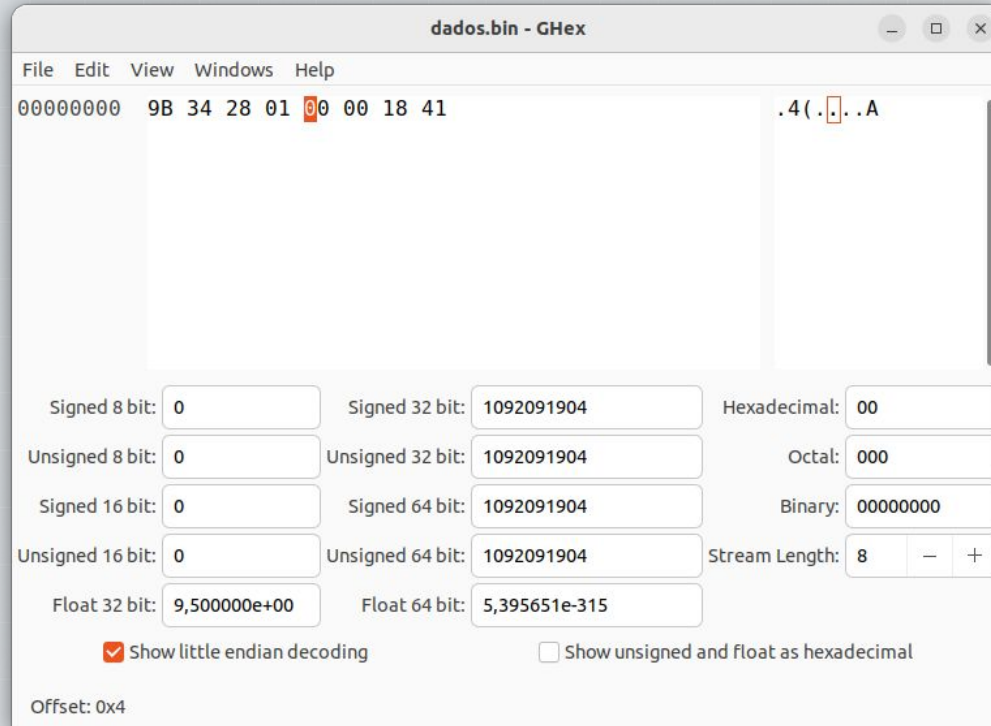 dados.bin - GHex
File Edit View Windows Help
00000000 9B 34 28 01 00 00 18 41 .4(....A
Signed 8 bit: 0 Signed 32 bit: 1092091904 Hexadecimal: 00
Unsigned 8 bit: 0 Unsigned 32 bit: 1092091904 Octal: 000
Signed 16 bit: 0 Signed 64 bit: 1092091904 Binary: 00000000
Unsigned 16 bit: 0 Unsigned 64 bit: 1092091904 Stream Length: 8 − +
Float 32 bit: 9,500000e+00 Float 64 bit: 5,395651e-315
Show little endian decoding Show unsigned and float as hexadecimal
Offset: 0x4